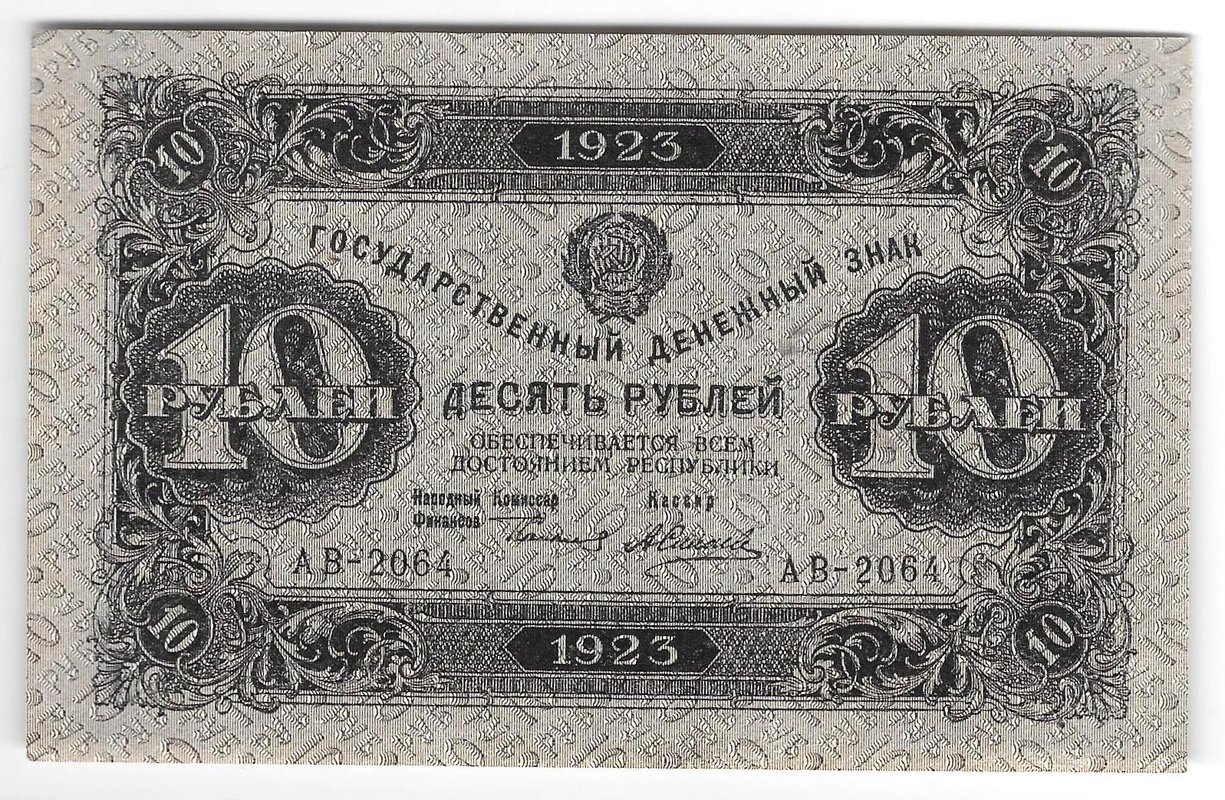 1923
10 10
ГОСУДАРСТВЕННЫЙ ДЕНЕЖНЫЙ ЗНАК
10 РУБЛЕЙ
ДЕСЯТЬ РУБЛЕЙ
10 РУБЛЕЙ
ОБЕСПЕЧИВАЕТСЯ ВСЕМ
ДОСТОЯНИЕМ РЕСПУБЛИКИ
Народный Комиссар
Финансов
Кассир
АВ-2064 АВ-2064
10 10
1923